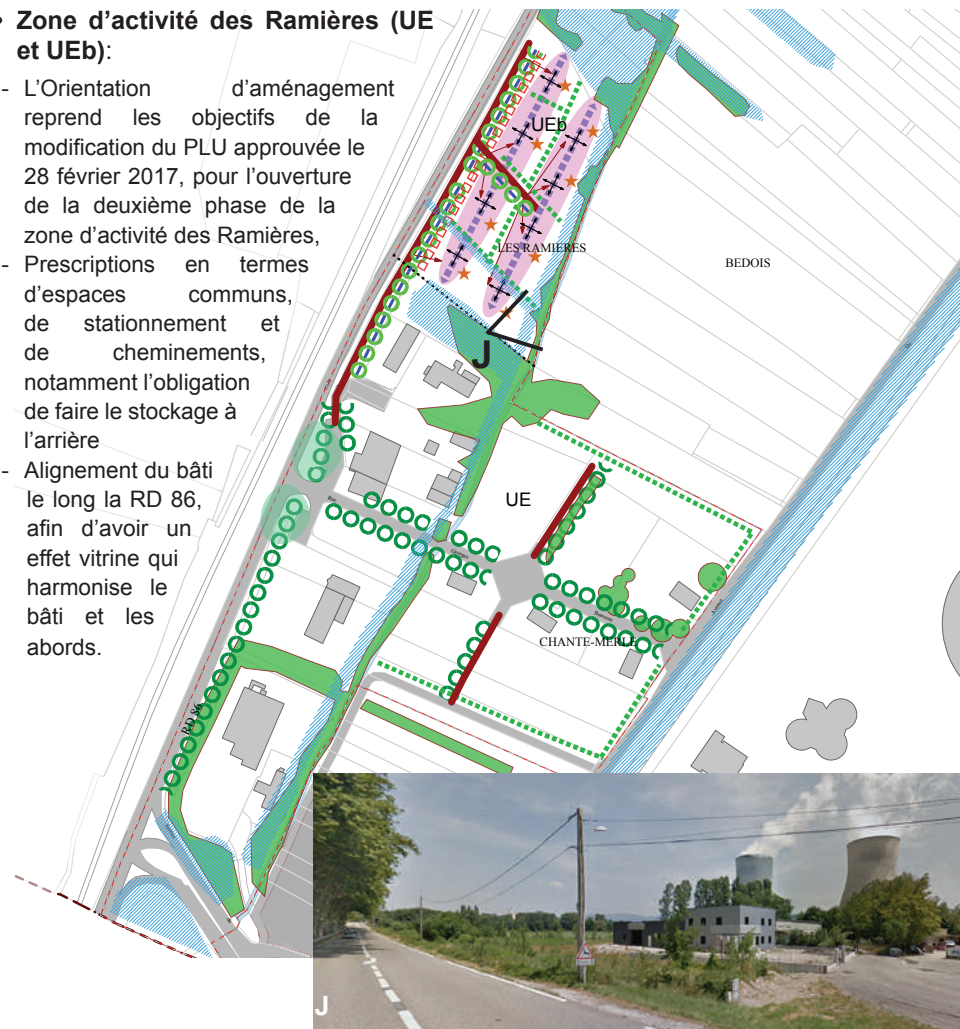 • Zone d’activité des Ramières (UE
et UEb):
- L’Orientation d’aménagement
reprend les objectifs de la
modification du PLU approuvée le
28 février 2017, pour l’ouverture
de la deuxième phase de la
zone d’activité des Ramières,
- Prescriptions en termes
d’espaces communs,
de stationnement et
de cheminements,
notamment l’obligation
de faire le stockage à
l’arrière
- Alignement du bâti
le long la RD 86,
afin d’avoir un
effet vitrine qui
harmonise le
bâti et les
abords.
UEb
LES RAMIERES
BEDOIS
J
UE
CHANTE-MERLE
RD 86
J